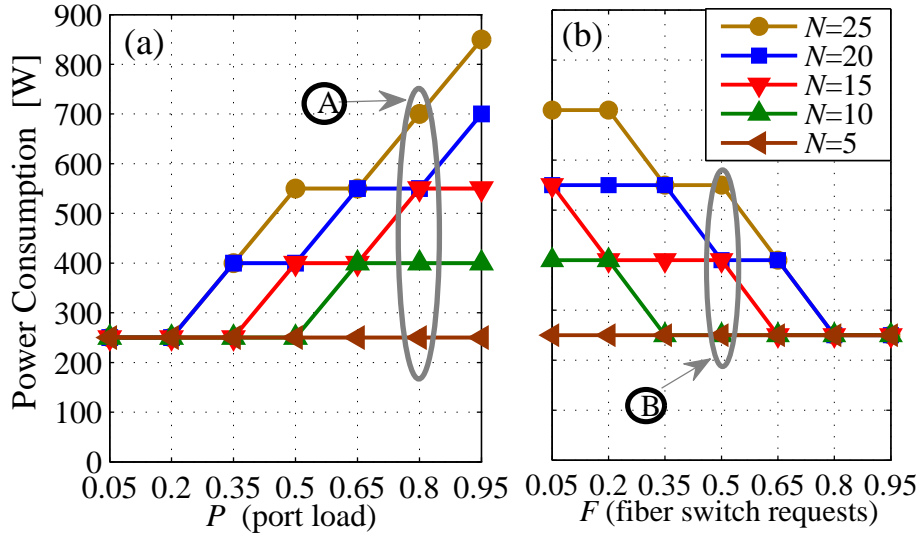 900
800
700
600
500
400
300
200
100
0
Power Consumption [W]
(a)
A
0.05 0.2 0.35 0.5 0.65 0.8 0.95
P (port load)
(b)
N=25
N=20
N=15
N=10
N=5
B
0.05 0.2 0.35 0.5 0.65 0.8 0.95
F (fiber switch requests)